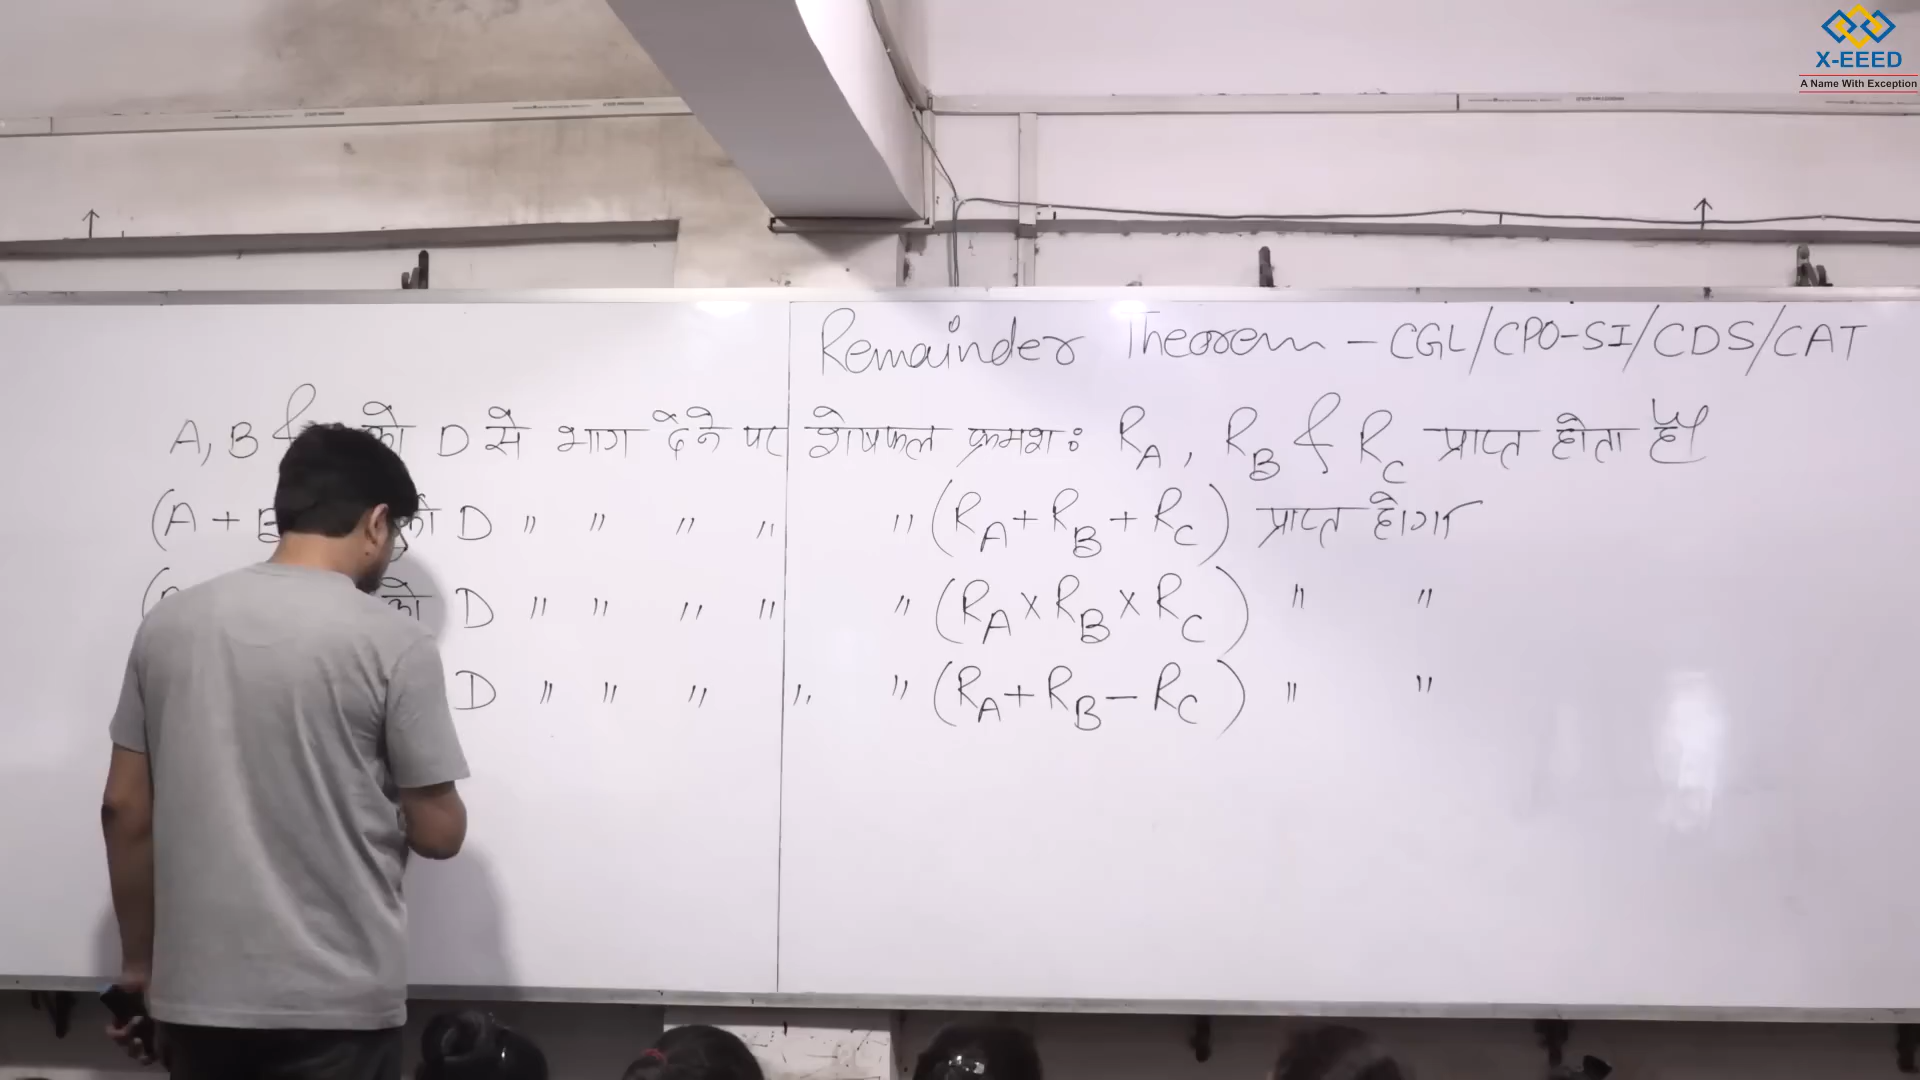 X-EEED
A Name With Exception
Remainder Theorem – CGL/CPO-SI/CDS/CAT
A, B & को D से भाग देने पर शेषफल क्रमशः R_A, R_B & R_C प्राप्त होता है।
(A + B को D " " " " " (R_A + R_B + R_C) प्राप्त होगा
( को D " " " " " (R_A × R_B × R_C) " "
D " " " " " (R_A + R_B – R_C) " "